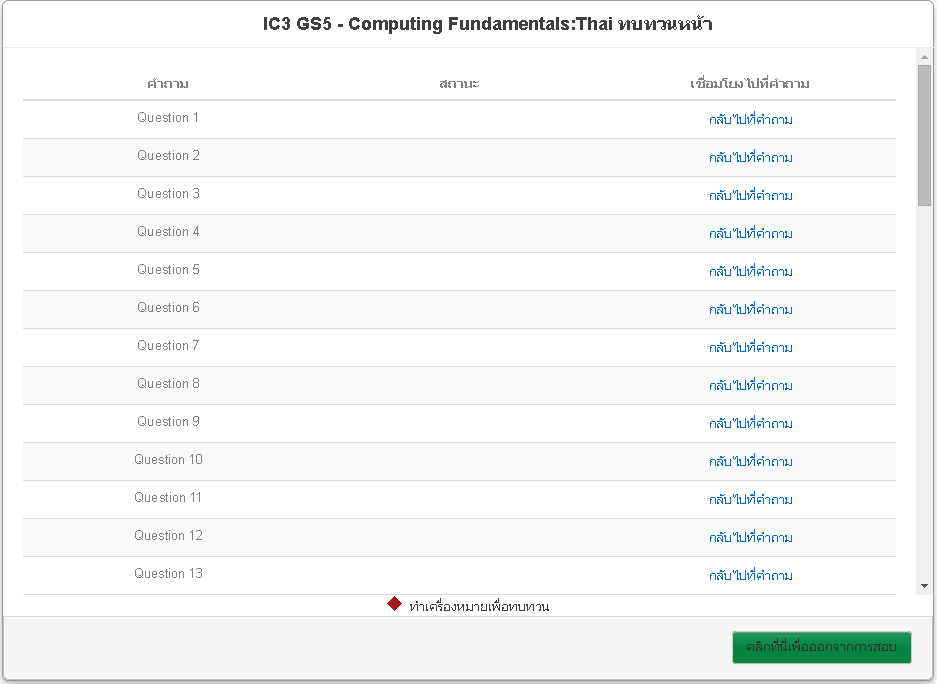 IC3 GS5 - Computing Fundamentals:Thai ทบทวนหน้า
คำถาม สถานะ เชื่อมโยงไปที่คำถาม
Question 1 กลับไปที่คำถาม
Question 2 กลับไปที่คำถาม
Question 3 กลับไปที่คำถาม
Question 4 กลับไปที่คำถาม
Question 5 กลับไปที่คำถาม
Question 6 กลับไปที่คำถาม
Question 7 กลับไปที่คำถาม
Question 8 กลับไปที่คำถาม
Question 9 กลับไปที่คำถาม
Question 10 กลับไปที่คำถาม
Question 11 กลับไปที่คำถาม
Question 12 กลับไปที่คำถาม
Question 13 กลับไปที่คำถาม
ทำเครื่องหมายเพื่อทบทวน
คลิกที่นี่เพื่อออกจากการสอบ